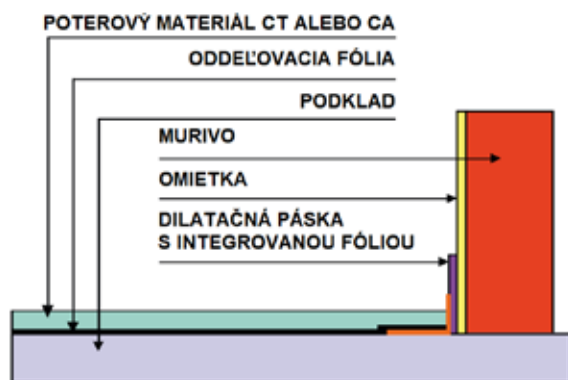 POTEROVÝ MATERIÁL CT ALEBO CA
ODDEĽOVACIA FÓLIA
PODKLAD
MURIVO
OMIETKA
DILATAČNÁ PÁSKA
S INTEGROVANOU FÓLIOU